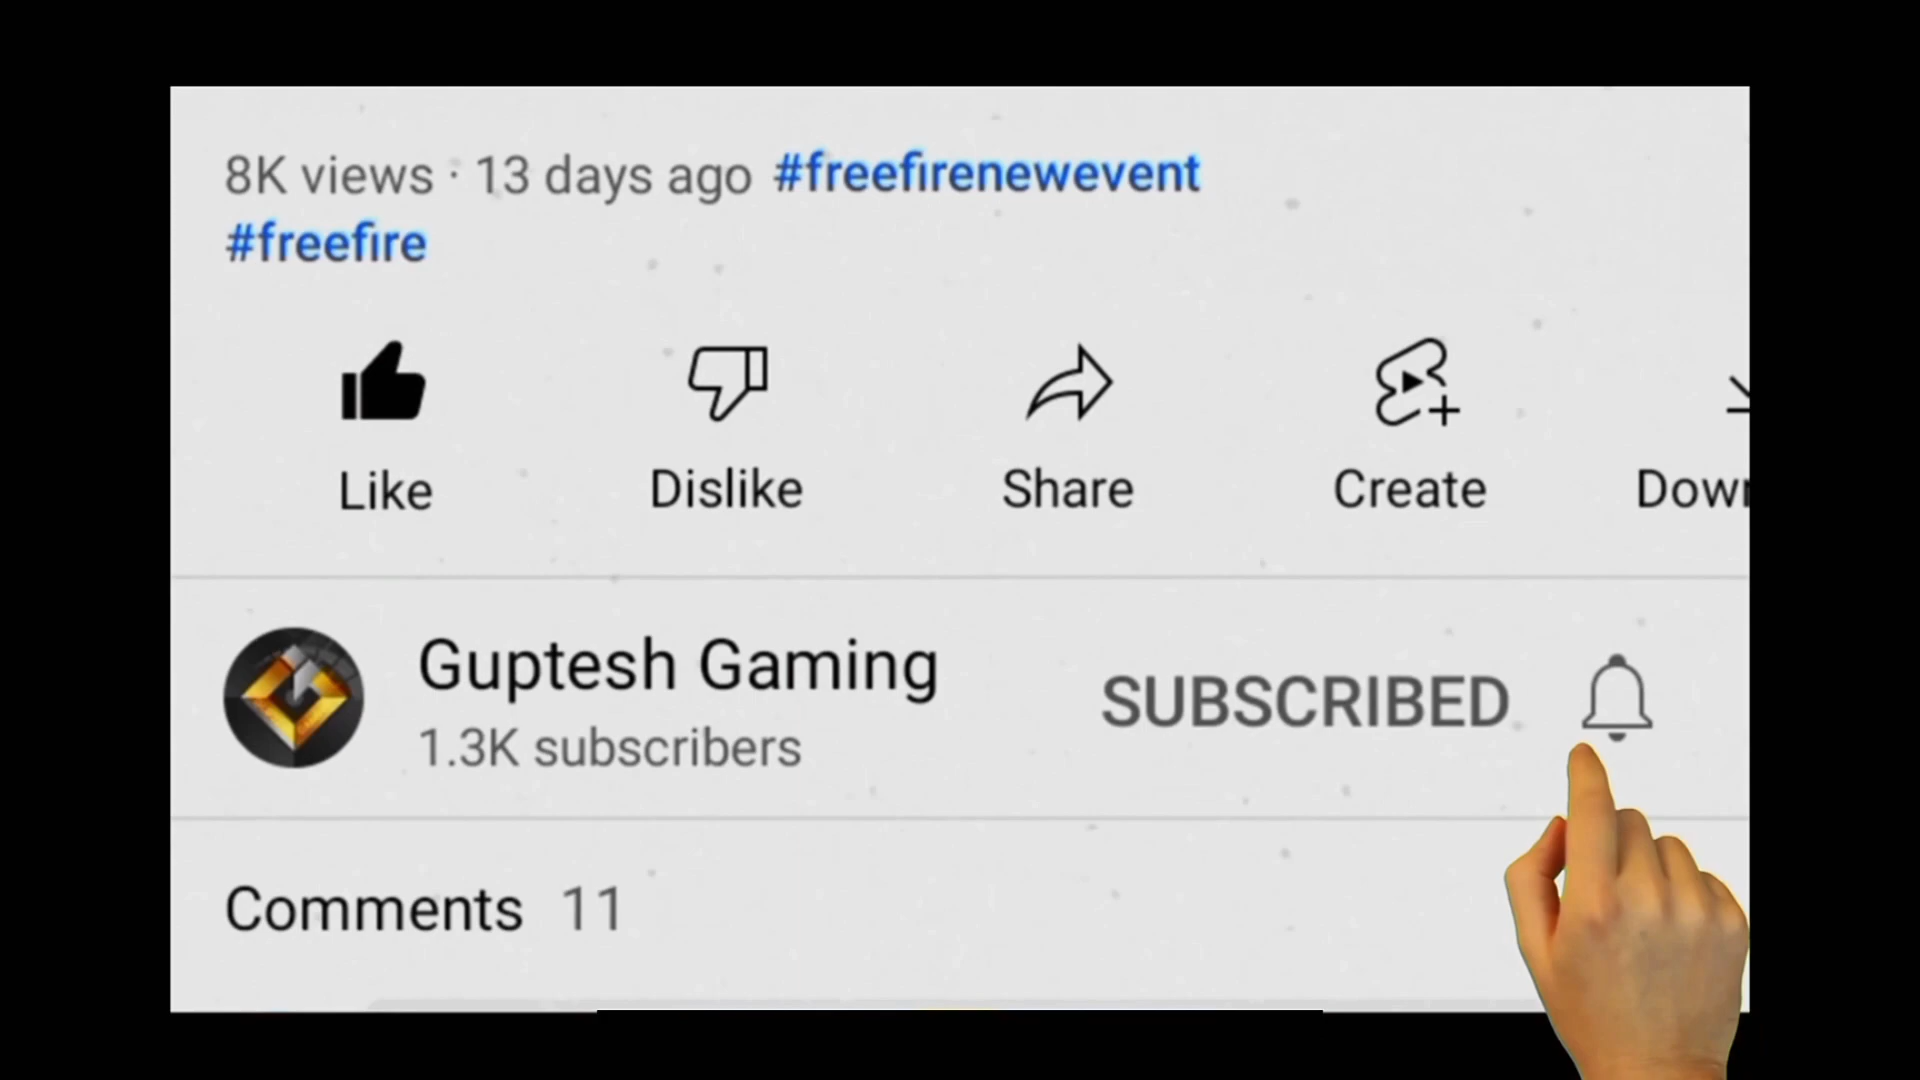 8K views · 13 days ago #freefirenewevent
#freefire
Like Dislike Share Create Down
Guptesh Gaming
1.3K subscribers
SUBSCRIBED
Comments 11